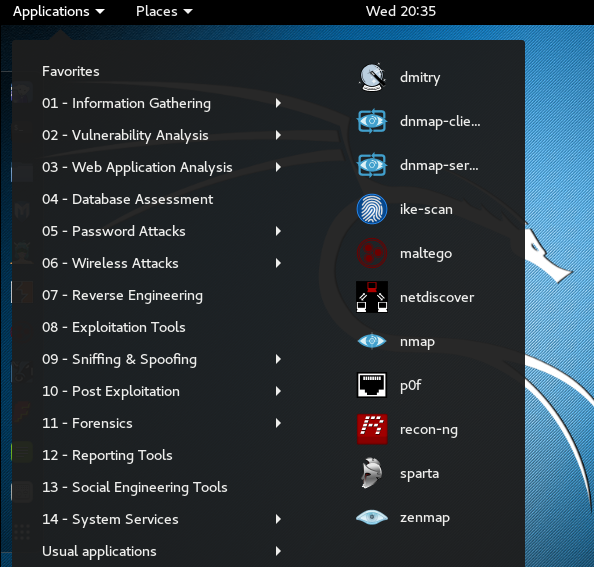 Applications Places Wed 20:35
Favorites
01 - Information Gathering
02 - Vulnerability Analysis
03 - Web Application Analysis
04 - Database Assessment
05 - Password Attacks
06 - Wireless Attacks
07 - Reverse Engineering
08 - Exploitation Tools
09 - Sniffing & Spoofing
10 - Post Exploitation
11 - Forensics
12 - Reporting Tools
13 - Social Engineering Tools
14 - System Services
Usual applications
dmitry
dnmap-clie...
dnmap-ser...
ike-scan
maltego
netdiscover
nmap
p0f
recon-ng
sparta
zenmap